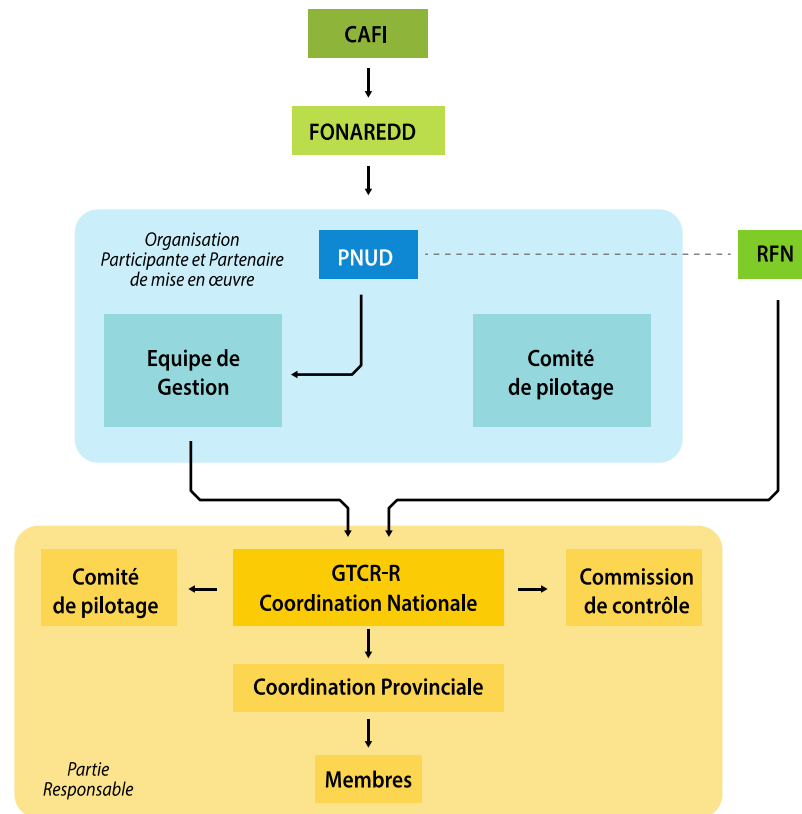 CAFI
FONAREDD
Organisation
Participante et Partenaire
de mise en œuvre
PNUD
RFN
Equipe de
Gestion
Comité
de pilotage
Comité
de pilotage
GTCR-R
Coordination Nationale
Commission
de contrôle
Coordination Provinciale
Membres
Partie
Responsable